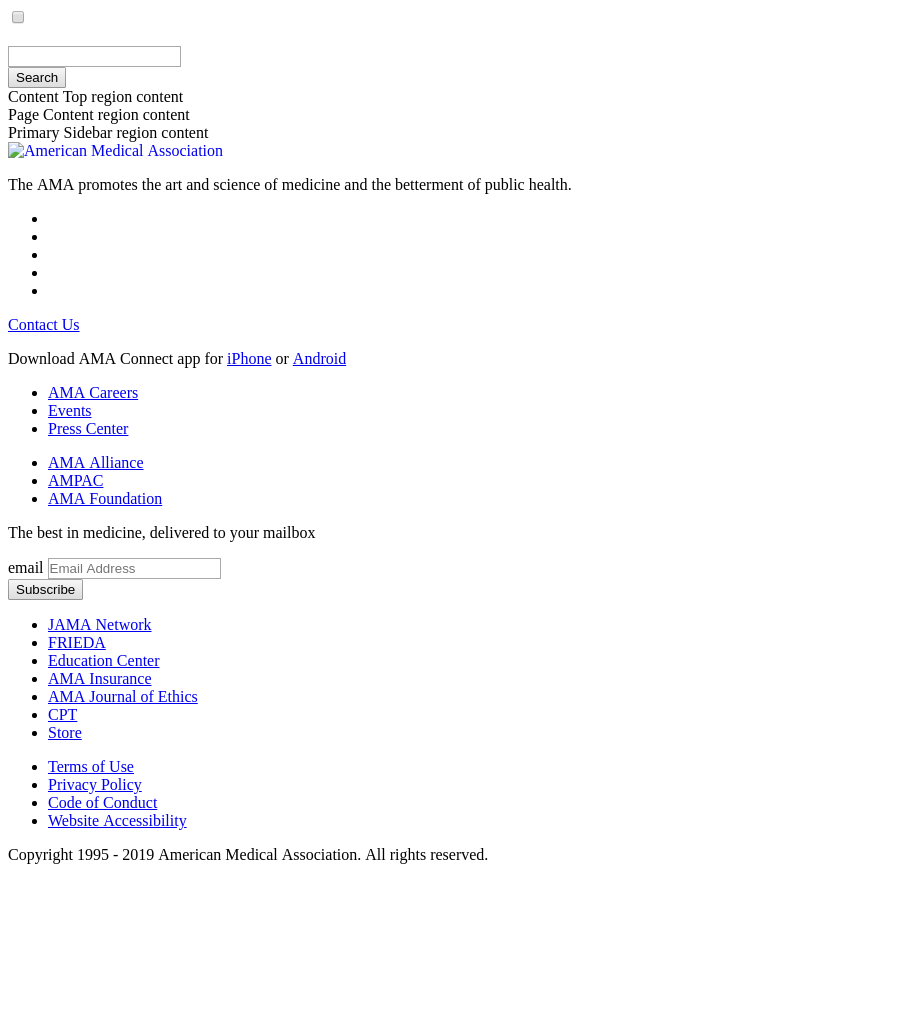 Search
Content Top region content
Page Content region content
Primary Sidebar region content
American Medical Association
The AMA promotes the art and science of medicine and the betterment of public health.
Contact Us
Download AMA Connect app for iPhone or Android
AMA Careers
Events
Press Center
AMA Alliance
AMPAC
AMA Foundation
The best in medicine, delivered to your mailbox
email Email Address
Subscribe
JAMA Network
FRIEDA
Education Center
AMA Insurance
AMA Journal of Ethics
CPT
Store
Terms of Use
Privacy Policy
Code of Conduct
Website Accessibility
Copyright 1995 - 2019 American Medical Association. All rights reserved.